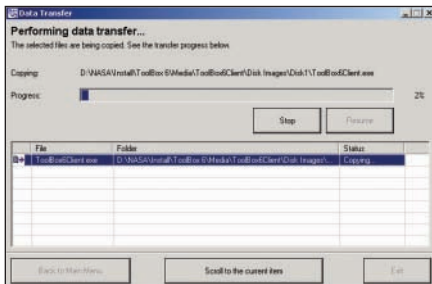 Data Transfer
Performing data transfer...
The selected files are being copied. See the transfer progress below.
Copying: D:\NASA\Install\ToolBox 6\Media\ToolBox6Client\Disk Images\Disk1\ToolBox6Client.exe
Progress: 2%
Stop Resume
File Folder Status
ToolBox6Client.exe D:\NASA\Install\ToolBox 6\Media\ToolBox6Client\Disk Images\... Copying...
Back to Main Menu Scroll to the current item Exit